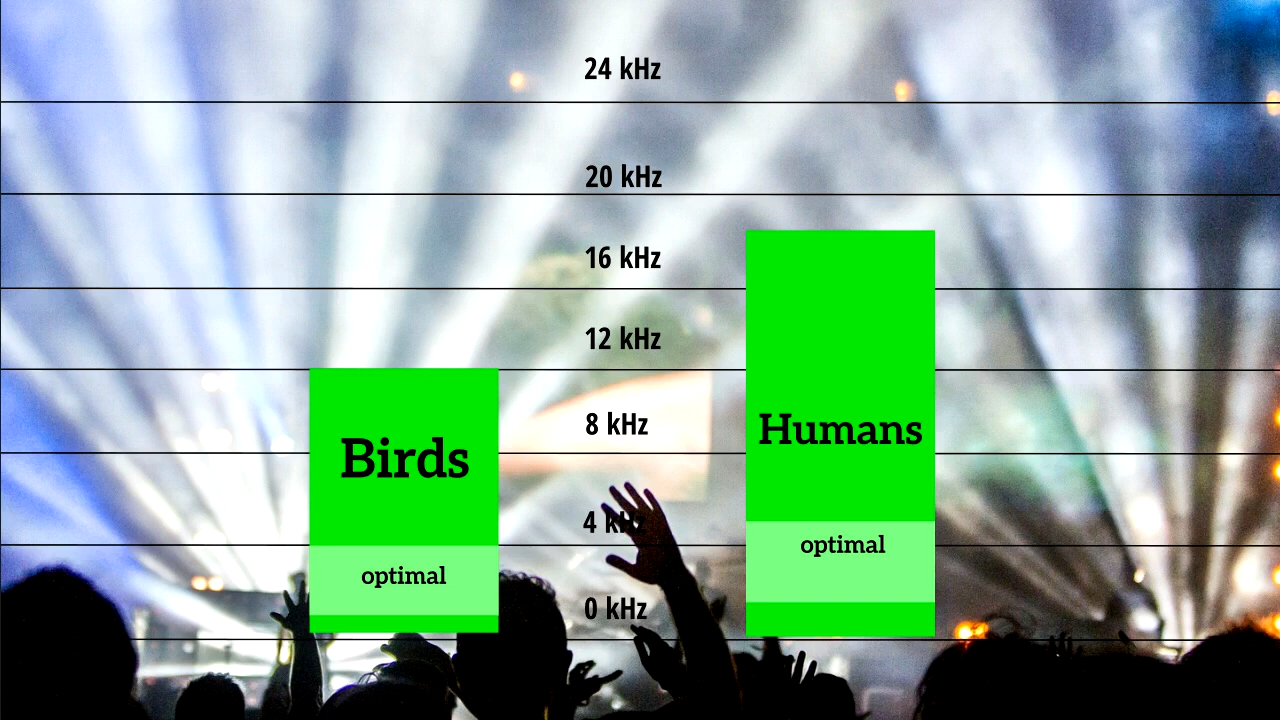 24 kHz
20 kHz
16 kHz
12 kHz
8 kHz
Humans
Birds
4 kHz
optimal
optimal
0 kHz